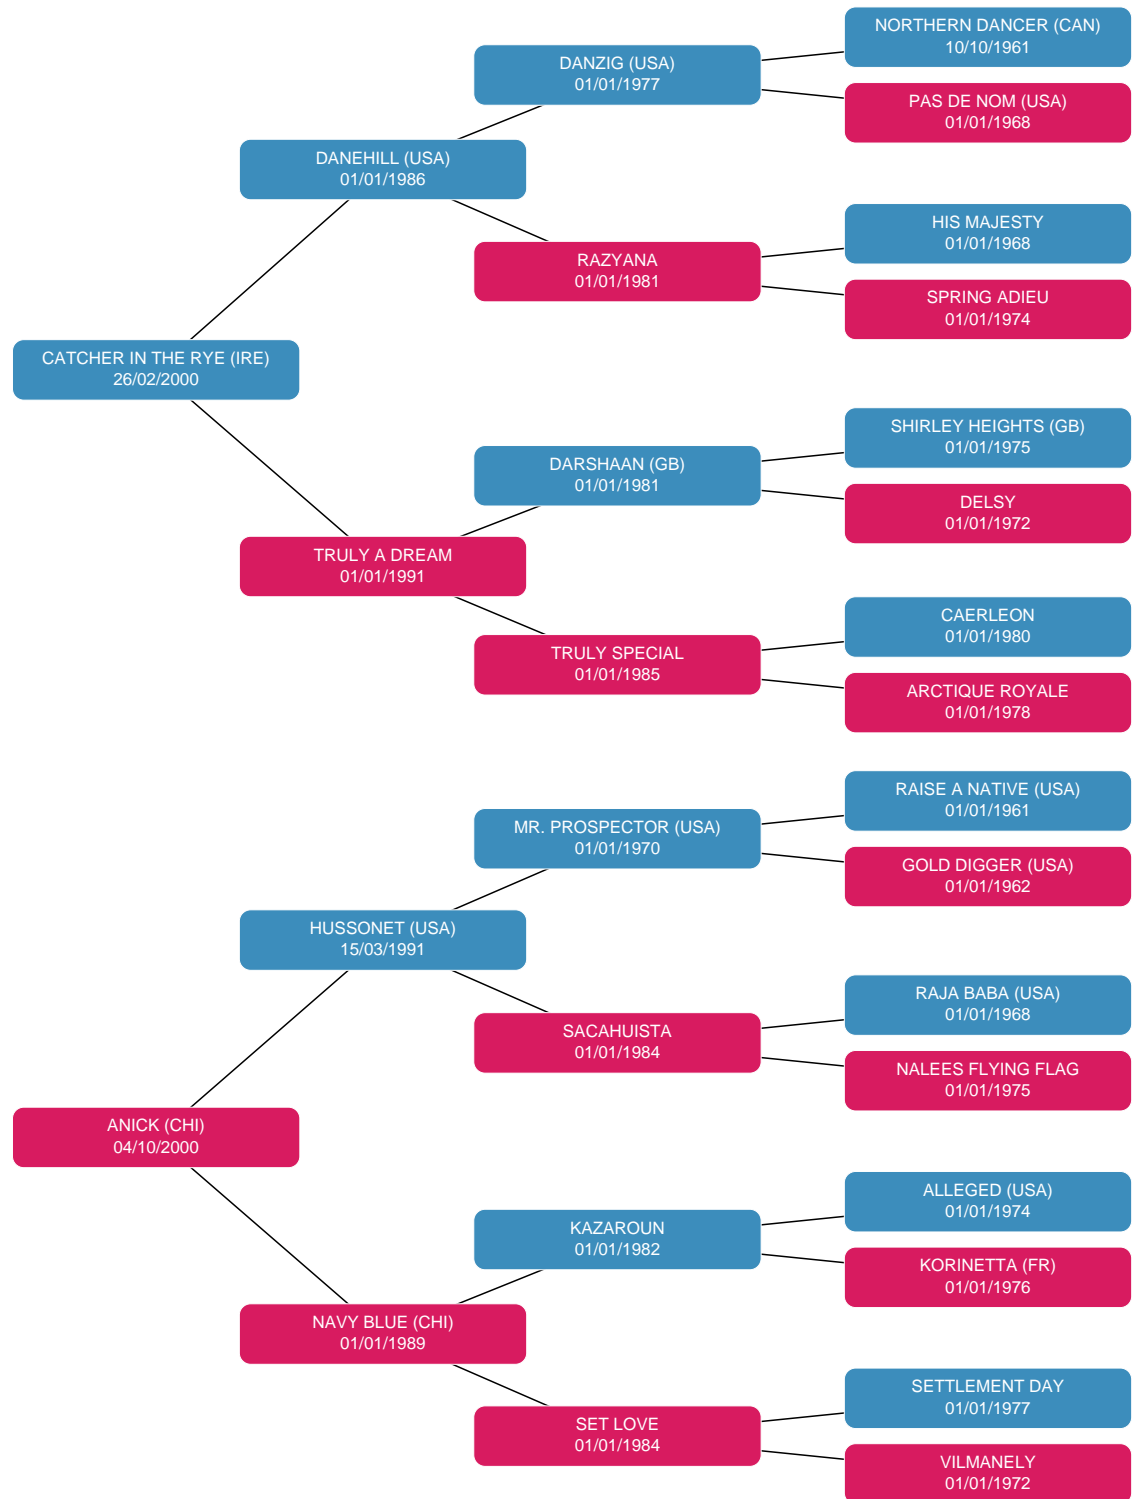 NORTHERN DANCER (CAN)
10/10/1961
DANZIG (USA)
01/01/1977
PAS DE NOM (USA)
01/01/1968
DANEHILL (USA)
01/01/1986
HIS MAJESTY
01/01/1968
RAZYANA
01/01/1981
SPRING ADIEU
01/01/1974
CATCHER IN THE RYE (IRE)
26/02/2000
SHIRLEY HEIGHTS (GB)
01/01/1975
DARSHAAN (GB)
01/01/1981
DELSY
01/01/1972
TRULY A DREAM
01/01/1991
CAERLEON
01/01/1980
TRULY SPECIAL
01/01/1985
ARCTIQUE ROYALE
01/01/1978
RAISE A NATIVE (USA)
01/01/1961
MR. PROSPECTOR (USA)
01/01/1970
GOLD DIGGER (USA)
01/01/1962
HUSSONET (USA)
15/03/1991
RAJA BABA (USA)
01/01/1968
SACAHUISTA
01/01/1984
NALEES FLYING FLAG
01/01/1975
ANICK (CHI)
04/10/2000
ALLEGED (USA)
01/01/1974
KAZAROUN
01/01/1982
KORINETTA (FR)
01/01/1976
NAVY BLUE (CHI)
01/01/1989
SETTLEMENT DAY
01/01/1977
SET LOVE
01/01/1984
VILMANELY
01/01/1972